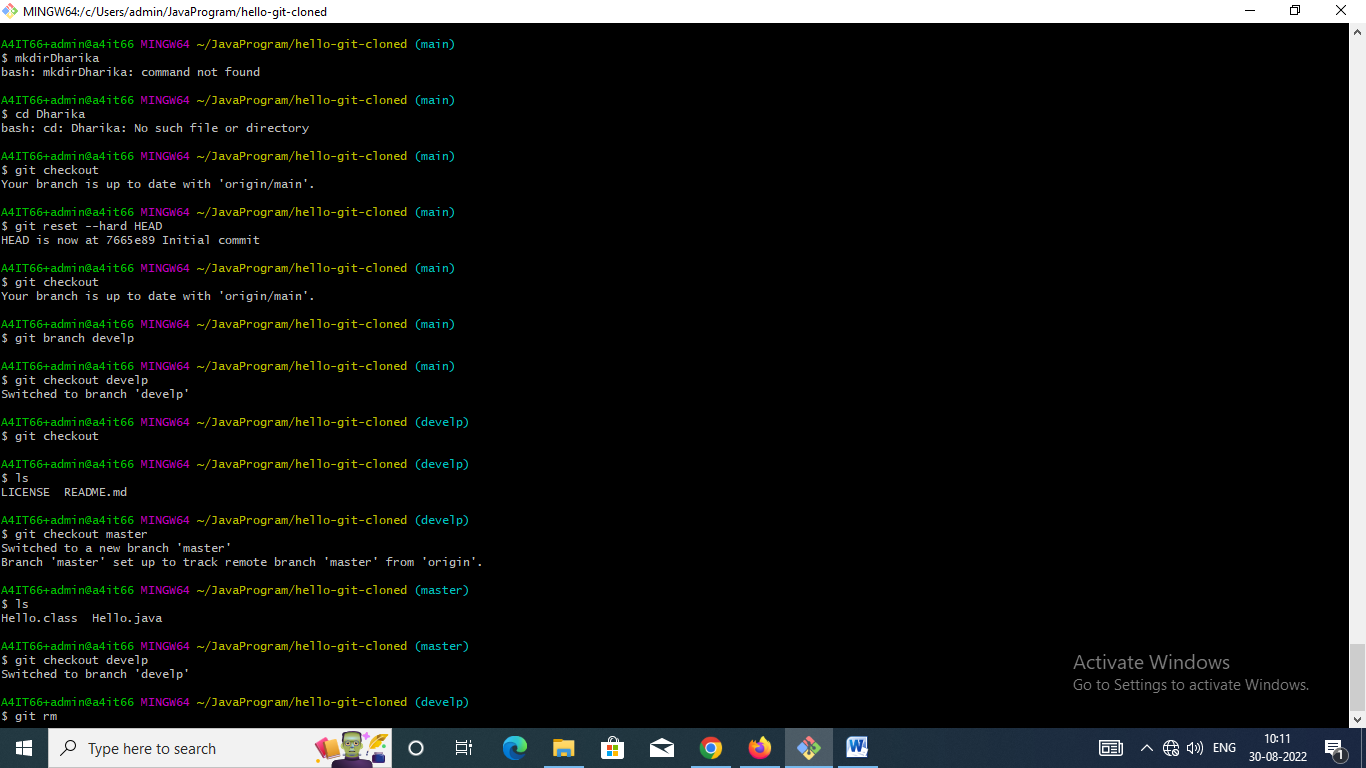 MINGW64:/c/Users/admin/JavaProgram/hello-git-cloned
A4IT66+admin@a4it66 MINGW64 ~/JavaProgram/hello-git-cloned (main)
$ mkdirDharika
bash: mkdirDharika: command not found
A4IT66+admin@a4it66 MINGW64 ~/JavaProgram/hello-git-cloned (main)
$ cd Dharika
bash: cd: Dharika: No such file or directory
A4IT66+admin@a4it66 MINGW64 ~/JavaProgram/hello-git-cloned (main)
$ git checkout
Your branch is up to date with 'origin/main'.
A4IT66+admin@a4it66 MINGW64 ~/JavaProgram/hello-git-cloned (main)
$ git reset --hard HEAD
HEAD is now at 7665e89 Initial commit
A4IT66+admin@a4it66 MINGW64 ~/JavaProgram/hello-git-cloned (main)
$ git checkout
Your branch is up to date with 'origin/main'.
A4IT66+admin@a4it66 MINGW64 ~/JavaProgram/hello-git-cloned (main)
$ git branch develp
A4IT66+admin@a4it66 MINGW64 ~/JavaProgram/hello-git-cloned (main)
$ git checkout develp
Switched to branch 'develp'
A4IT66+admin@a4it66 MINGW64 ~/JavaProgram/hello-git-cloned (develp)
$ git checkout
A4IT66+admin@a4it66 MINGW64 ~/JavaProgram/hello-git-cloned (develp)
$ ls
LICENSE  README.md
A4IT66+admin@a4it66 MINGW64 ~/JavaProgram/hello-git-cloned (develp)
$ git checkout master
Switched to a new branch 'master'
Branch 'master' set up to track remote branch 'master' from 'origin'.
A4IT66+admin@a4it66 MINGW64 ~/JavaProgram/hello-git-cloned (master)
$ ls
Hello.class  Hello.java
A4IT66+admin@a4it66 MINGW64 ~/JavaProgram/hello-git-cloned (master)
$ git checkout develp
Switched to branch 'develp'
A4IT66+admin@a4it66 MINGW64 ~/JavaProgram/hello-git-cloned (develp)
$ git rm
Activate Windows
Go to Settings to activate Windows.
Type here to search
W
ENG
10:11
30-08-2022
1